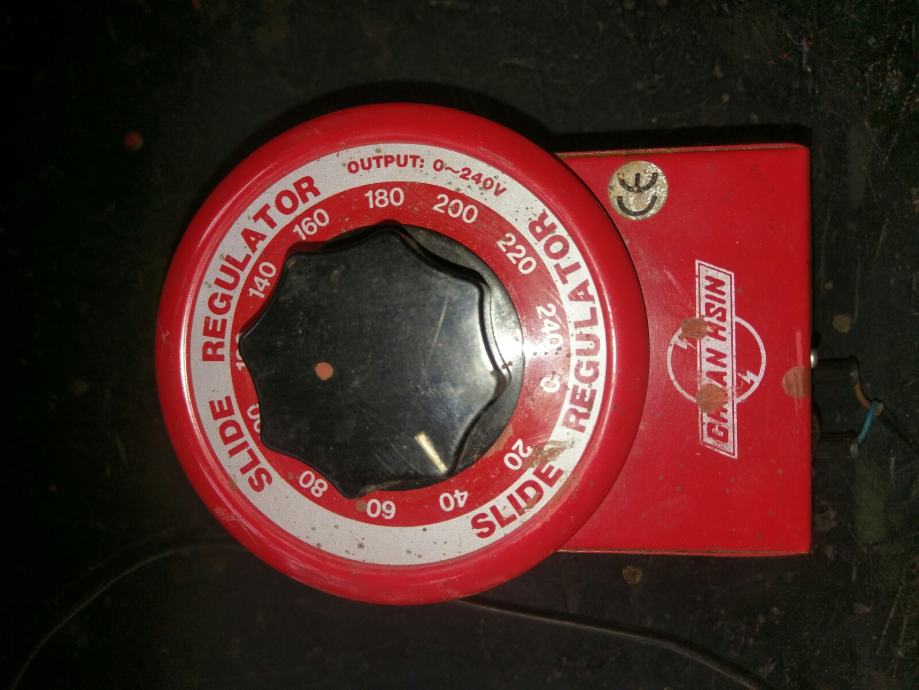 OUTPUT: 0~240V
SLIDE REGULATOR
SLIDE REGULATOR
0
20
40
60
80
140
160
180
200
220
240
CE
CHUAN HSIN